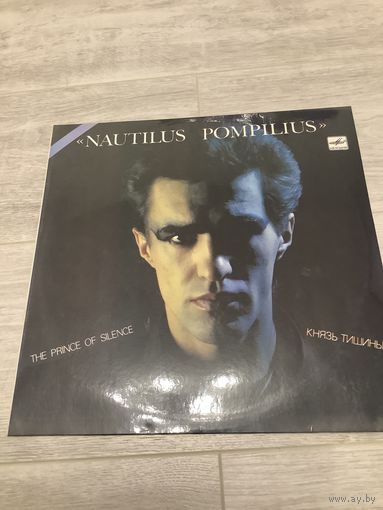 «NAUTILUS POMPILIUS»
THE PRINCE OF SILENCE
КНЯЗЬ ТИШИНЫ
www.ay.by